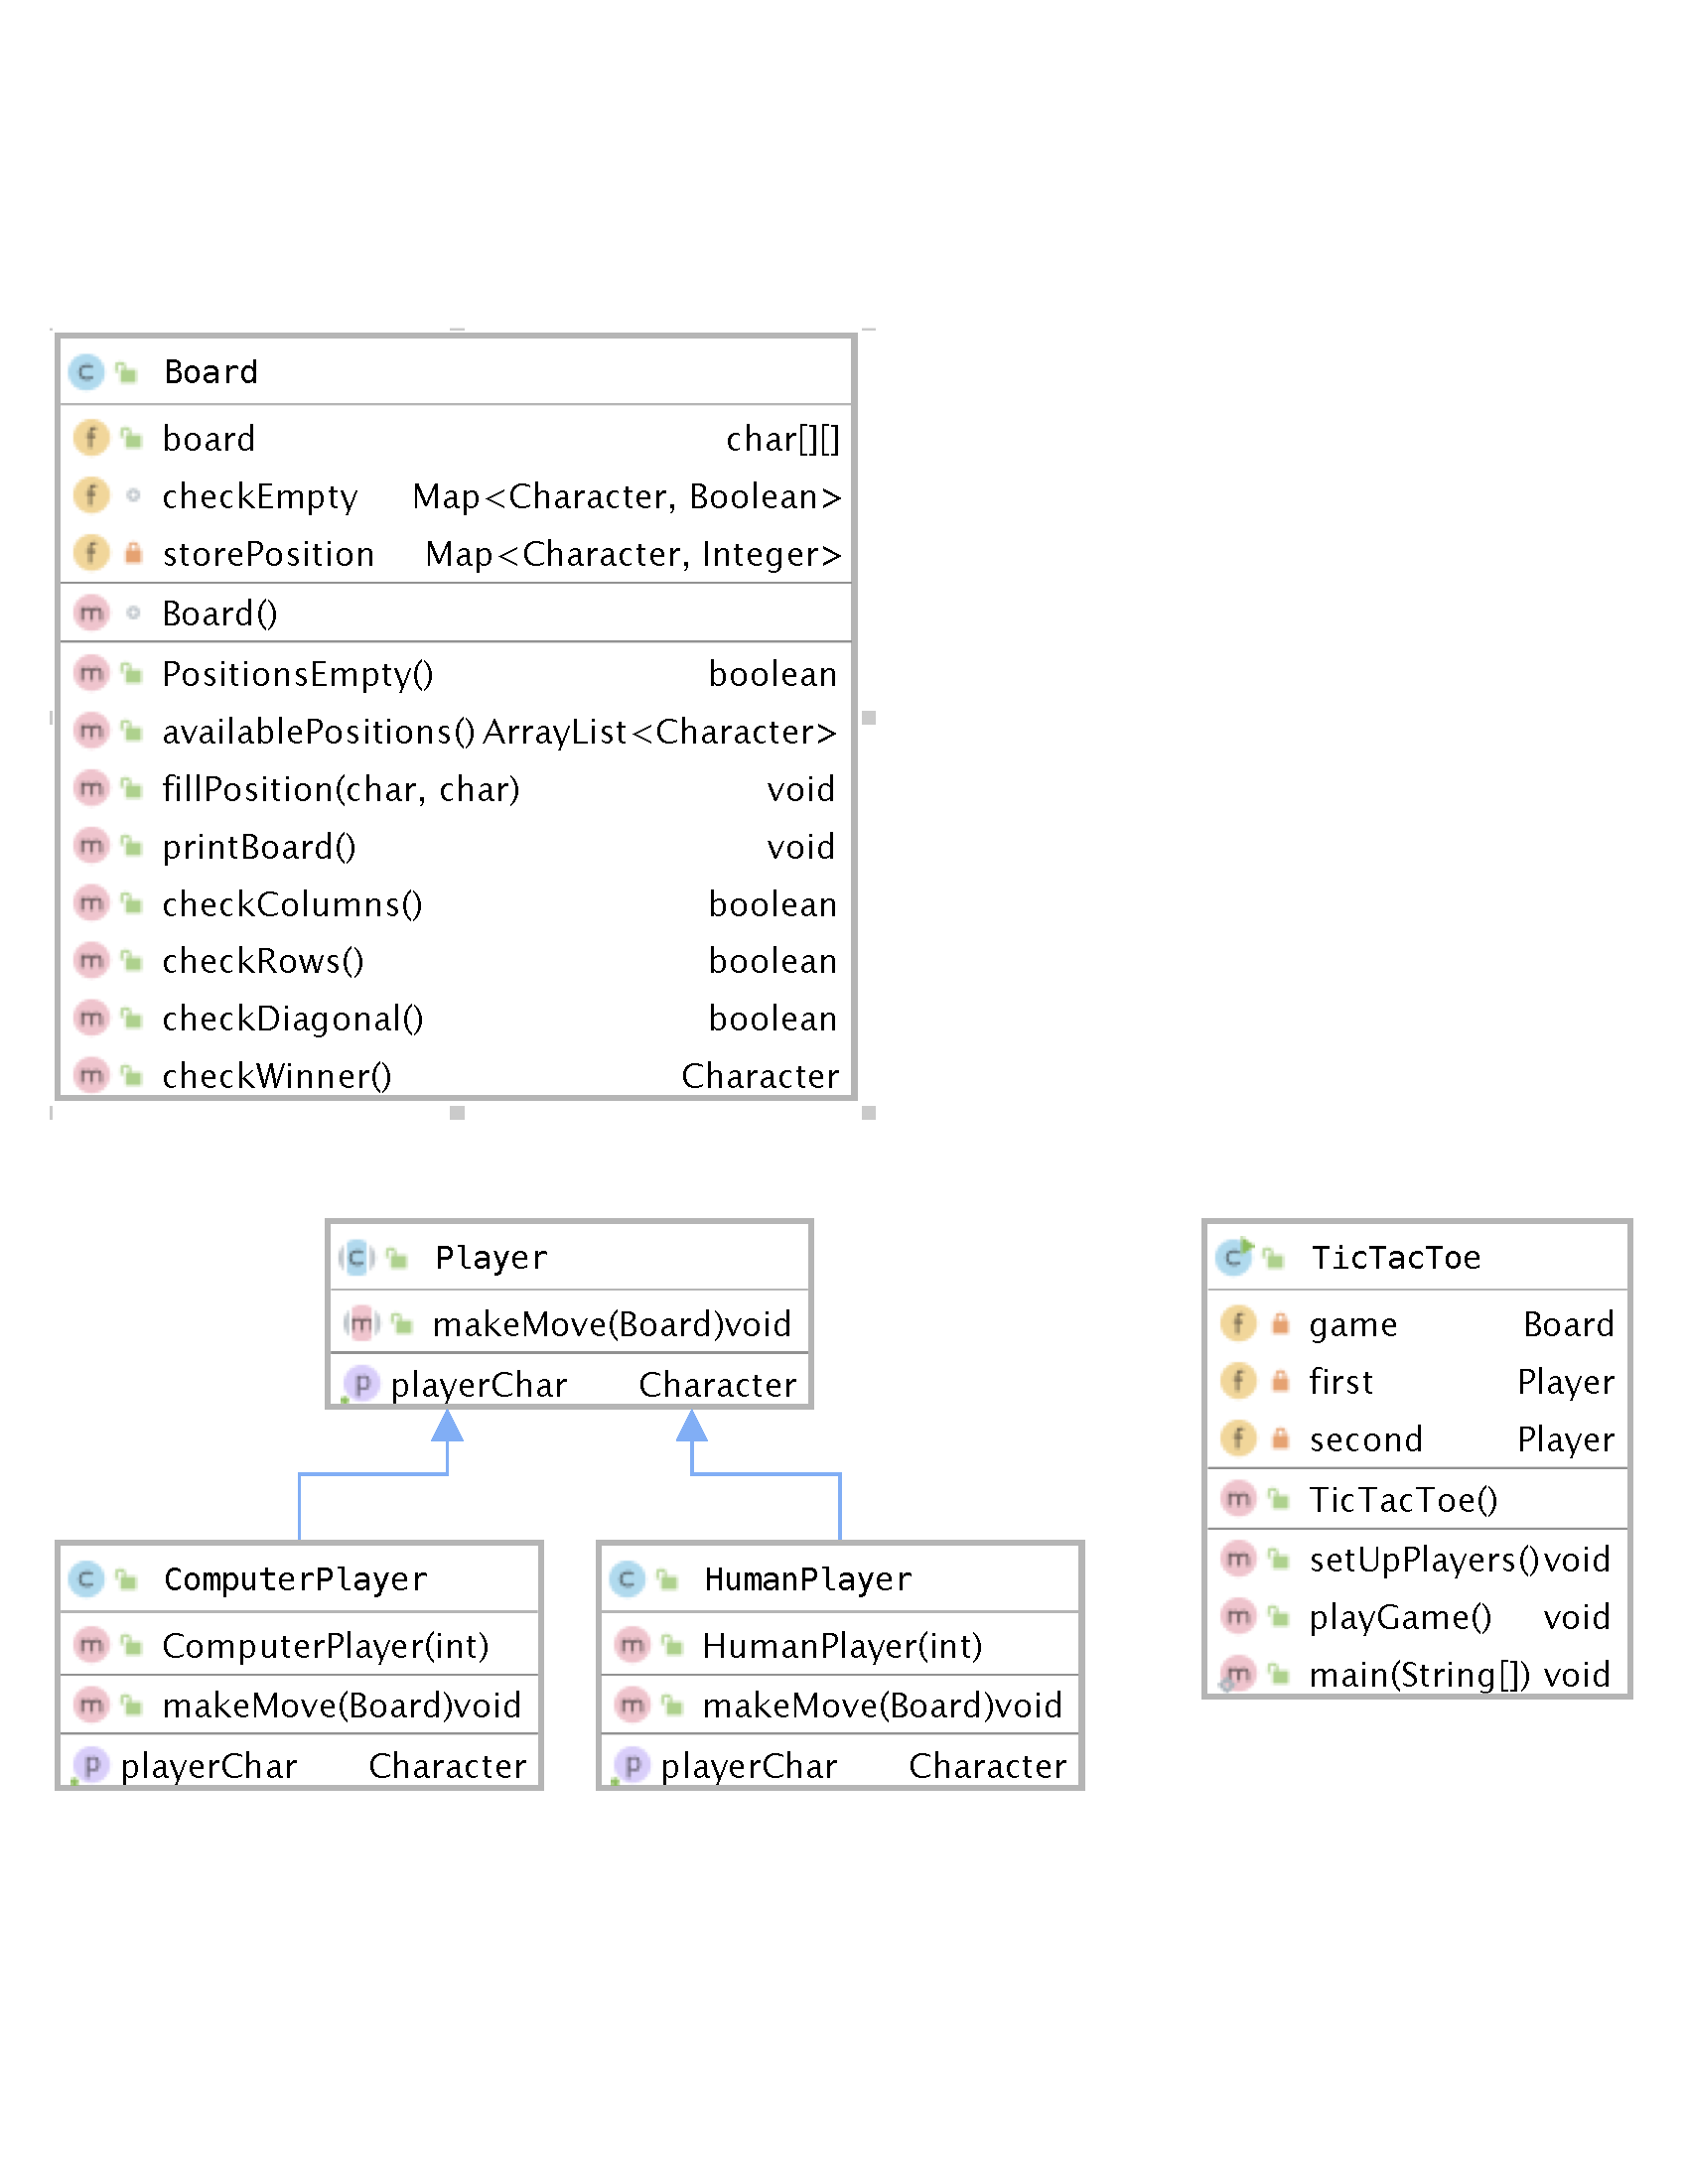 Board
board char[][]
checkEmpty Map<Character, Boolean>
storePosition Map<Character, Integer>
Board()
PositionsEmpty() boolean
availablePositions() ArrayList<Character>
fillPosition(char, char) void
printBoard() void
checkColumns() boolean
checkRows() boolean
checkDiagonal() boolean
checkWinner() Character
Player
makeMove(Board) void
playerChar Character
ComputerPlayer
ComputerPlayer(int)
makeMove(Board) void
playerChar Character
HumanPlayer
HumanPlayer(int)
makeMove(Board) void
playerChar Character
TicTacToe
game Board
first Player
second Player
TicTacToe()
setUpPlayers() void
playGame() void
main(String[]) void